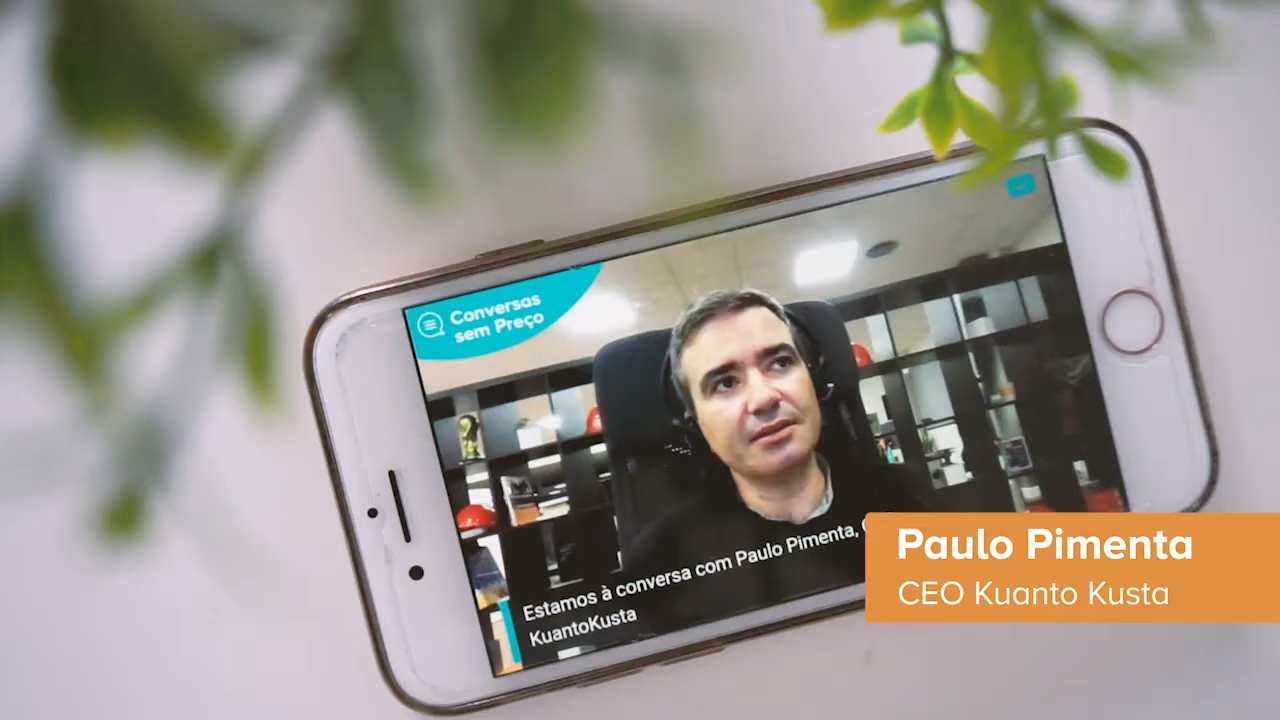 Conversas
sem Preço
Estamos à conversa com Paulo Pimenta,
KuantoKusta
Paulo Pimenta
CEO Kuanto Kusta